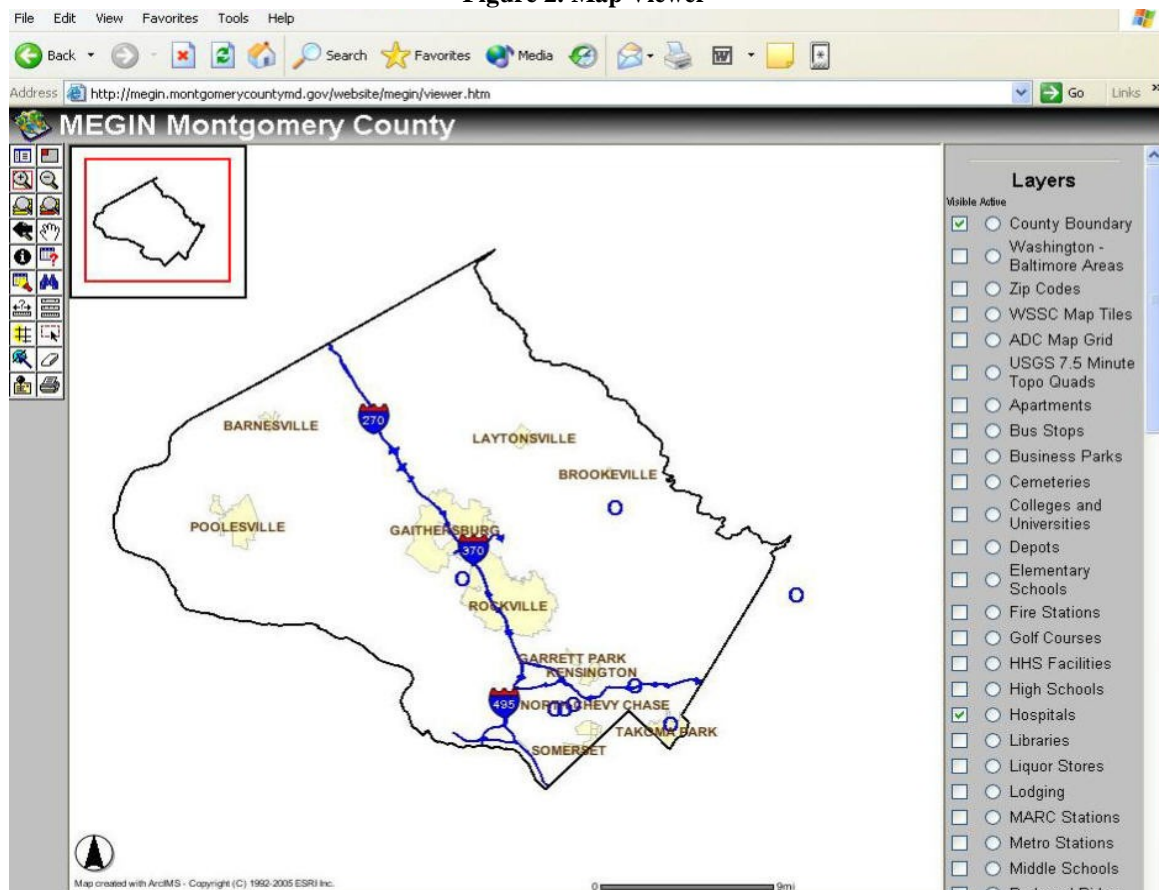 Figure 2. Map Viewer
File Edit View Favorites Tools Help
Back Search Favorites Media
Address http://megin.montgomerycountymd.gov/website/megin/viewer.htm Go Links »
MEGIN Montgomery County
Layers
Visible Active
County Boundary
Washington -
Baltimore Areas
Zip Codes
WSSC Map Tiles
ADC Map Grid
USGS 7.5 Minute
Topo Quads
Apartments
Bus Stops
Business Parks
Cemeteries
Colleges and
Universities
Depots
Elementary
Schools
Fire Stations
Golf Courses
HHS Facilities
High Schools
Hospitals
Libraries
Liquor Stores
Lodging
MARC Stations
Metro Stations
Middle Schools
BARNESVILLE
270
LAYTONSVILLE
BROOKEVILLE
POOLESVILLE
GAITHERSBURG
370
ROCKVILLE
GARRETT PARK
KENSINGTON
495
NORTH CHEVY CHASE
TAKOMA PARK
SOMERSET
Map created with ArcIMS - Copyright (C) 1992-2005 ESRI Inc.
0 9mi